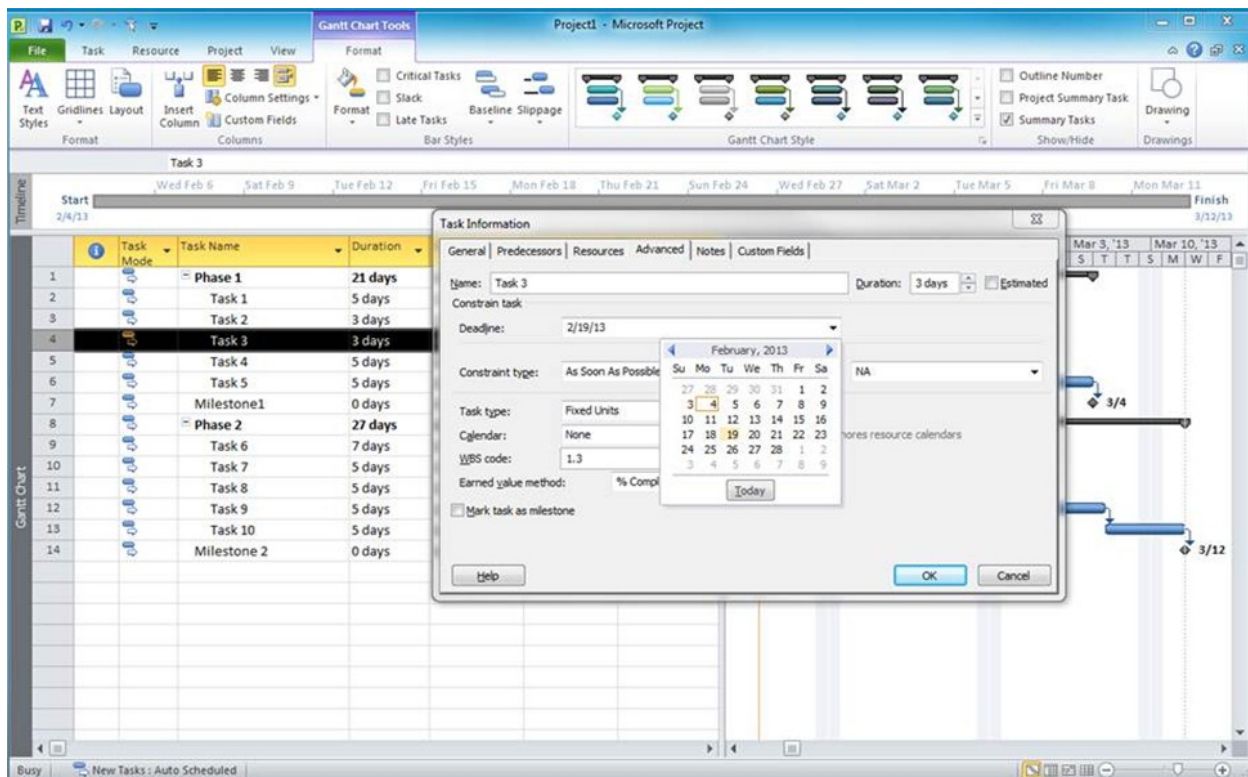 Gantt Chart Tools
Project1 - Microsoft Project
File Task Resource Project View Format
Text Styles
Gridlines
Layout
Format
Insert Column
Column Settings
Custom Fields
Columns
Format
Critical Tasks
Slack
Late Tasks
Baseline
Slippage
Bar Styles
Gantt Chart Style
Outline Number
Project Summary Task
Summary Tasks
Show/Hide
Drawing
Drawings
Task 3
Timeline
Wed Feb 6 Sat Feb 9 Tue Feb 12 Fri Feb 15 Mon Feb 18 Thu Feb 21 Sun Feb 24 Wed Feb 27 Sat Mar 2 Tue Mar 5 Fri Mar 8 Mon Mar 11
Start
2/4/13
Finish
3/12/13
Gantt Chart
Task Mode Task Name Duration
1 Phase 1 21 days
2 Task 1 5 days
3 Task 2 3 days
4 Task 3 3 days
5 Task 4 5 days
6 Task 5 5 days
7 Milestone1 0 days
8 Phase 2 27 days
9 Task 6 7 days
10 Task 7 5 days
11 Task 8 5 days
12 Task 9 5 days
13 Task 10 5 days
14 Milestone 2 0 days
Task Information
General Predecessors Resources Advanced Notes Custom Fields
Name: Task 3 Duration: 3 days Estimated
Constrain task
Deadline: 2/19/13
Constraint type: As Soon As Possible NA
Task type: Fixed Units
Calendar: None ores resource calendars
WBS code: 1.3
Earned value method: % Compl
Mark task as milestone
February, 2013
Su Mo Tu We Th Fr Sa
27 28 29 30 31 1 2
3 4 5 6 7 8 9
10 11 12 13 14 15 16
17 18 19 20 21 22 23
24 25 26 27 28 1 2
3 4 5 6 7 8 9
Today
Help OK Cancel
Mar 3, '13 Mar 10, '13
S T T S M W F
3/4
3/12
Busy New Tasks : Auto Scheduled